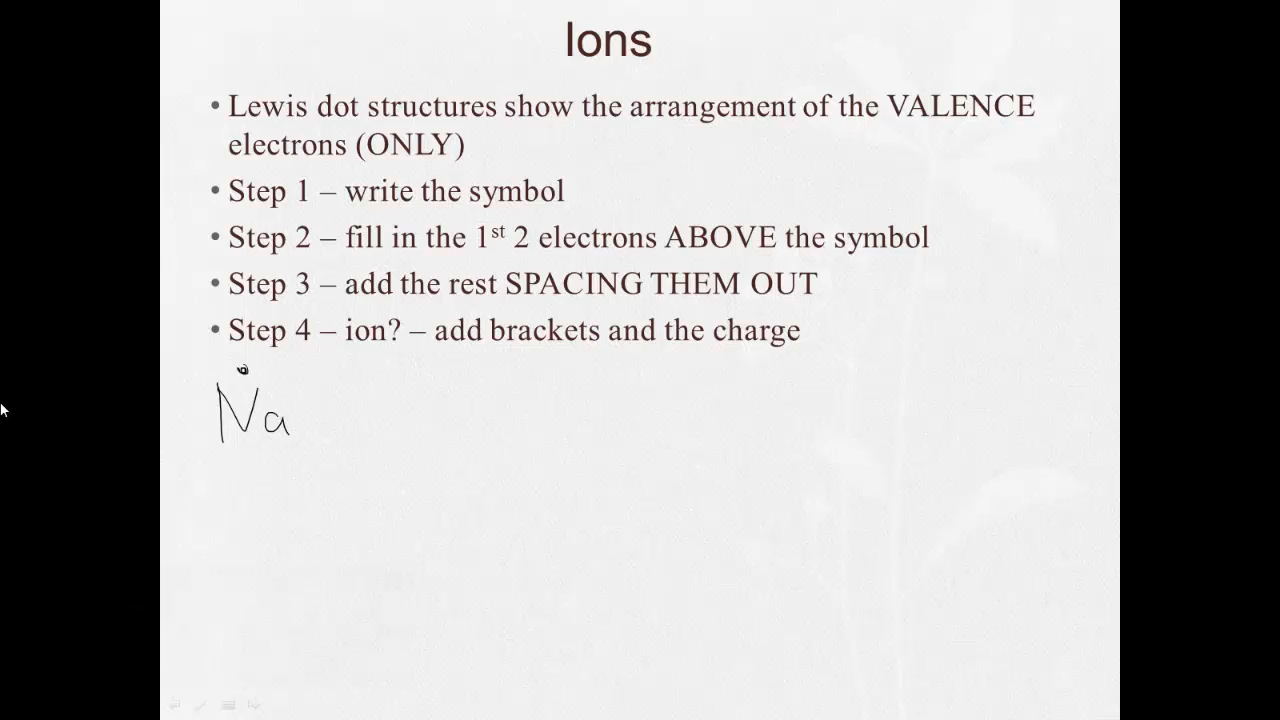 Ions
• Lewis dot structures show the arrangement of the VALENCE
electrons (ONLY)
• Step 1 – write the symbol
• Step 2 – fill in the 1st 2 electrons ABOVE the symbol
• Step 3 – add the rest SPACING THEM OUT
• Step 4 – ion? – add brackets and the charge
Na